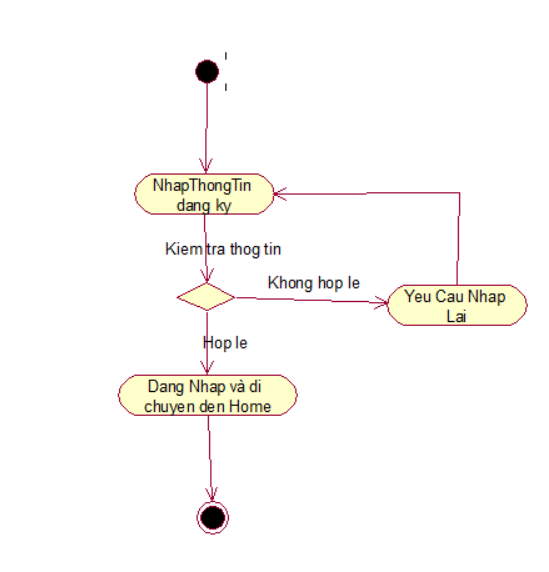 NhapThongTin
dang ky
Kiem tra thog tin
Khong hop le
Yeu Cau Nhap
Lai
Hop le
Dang Nhap và di
chuyen den Home